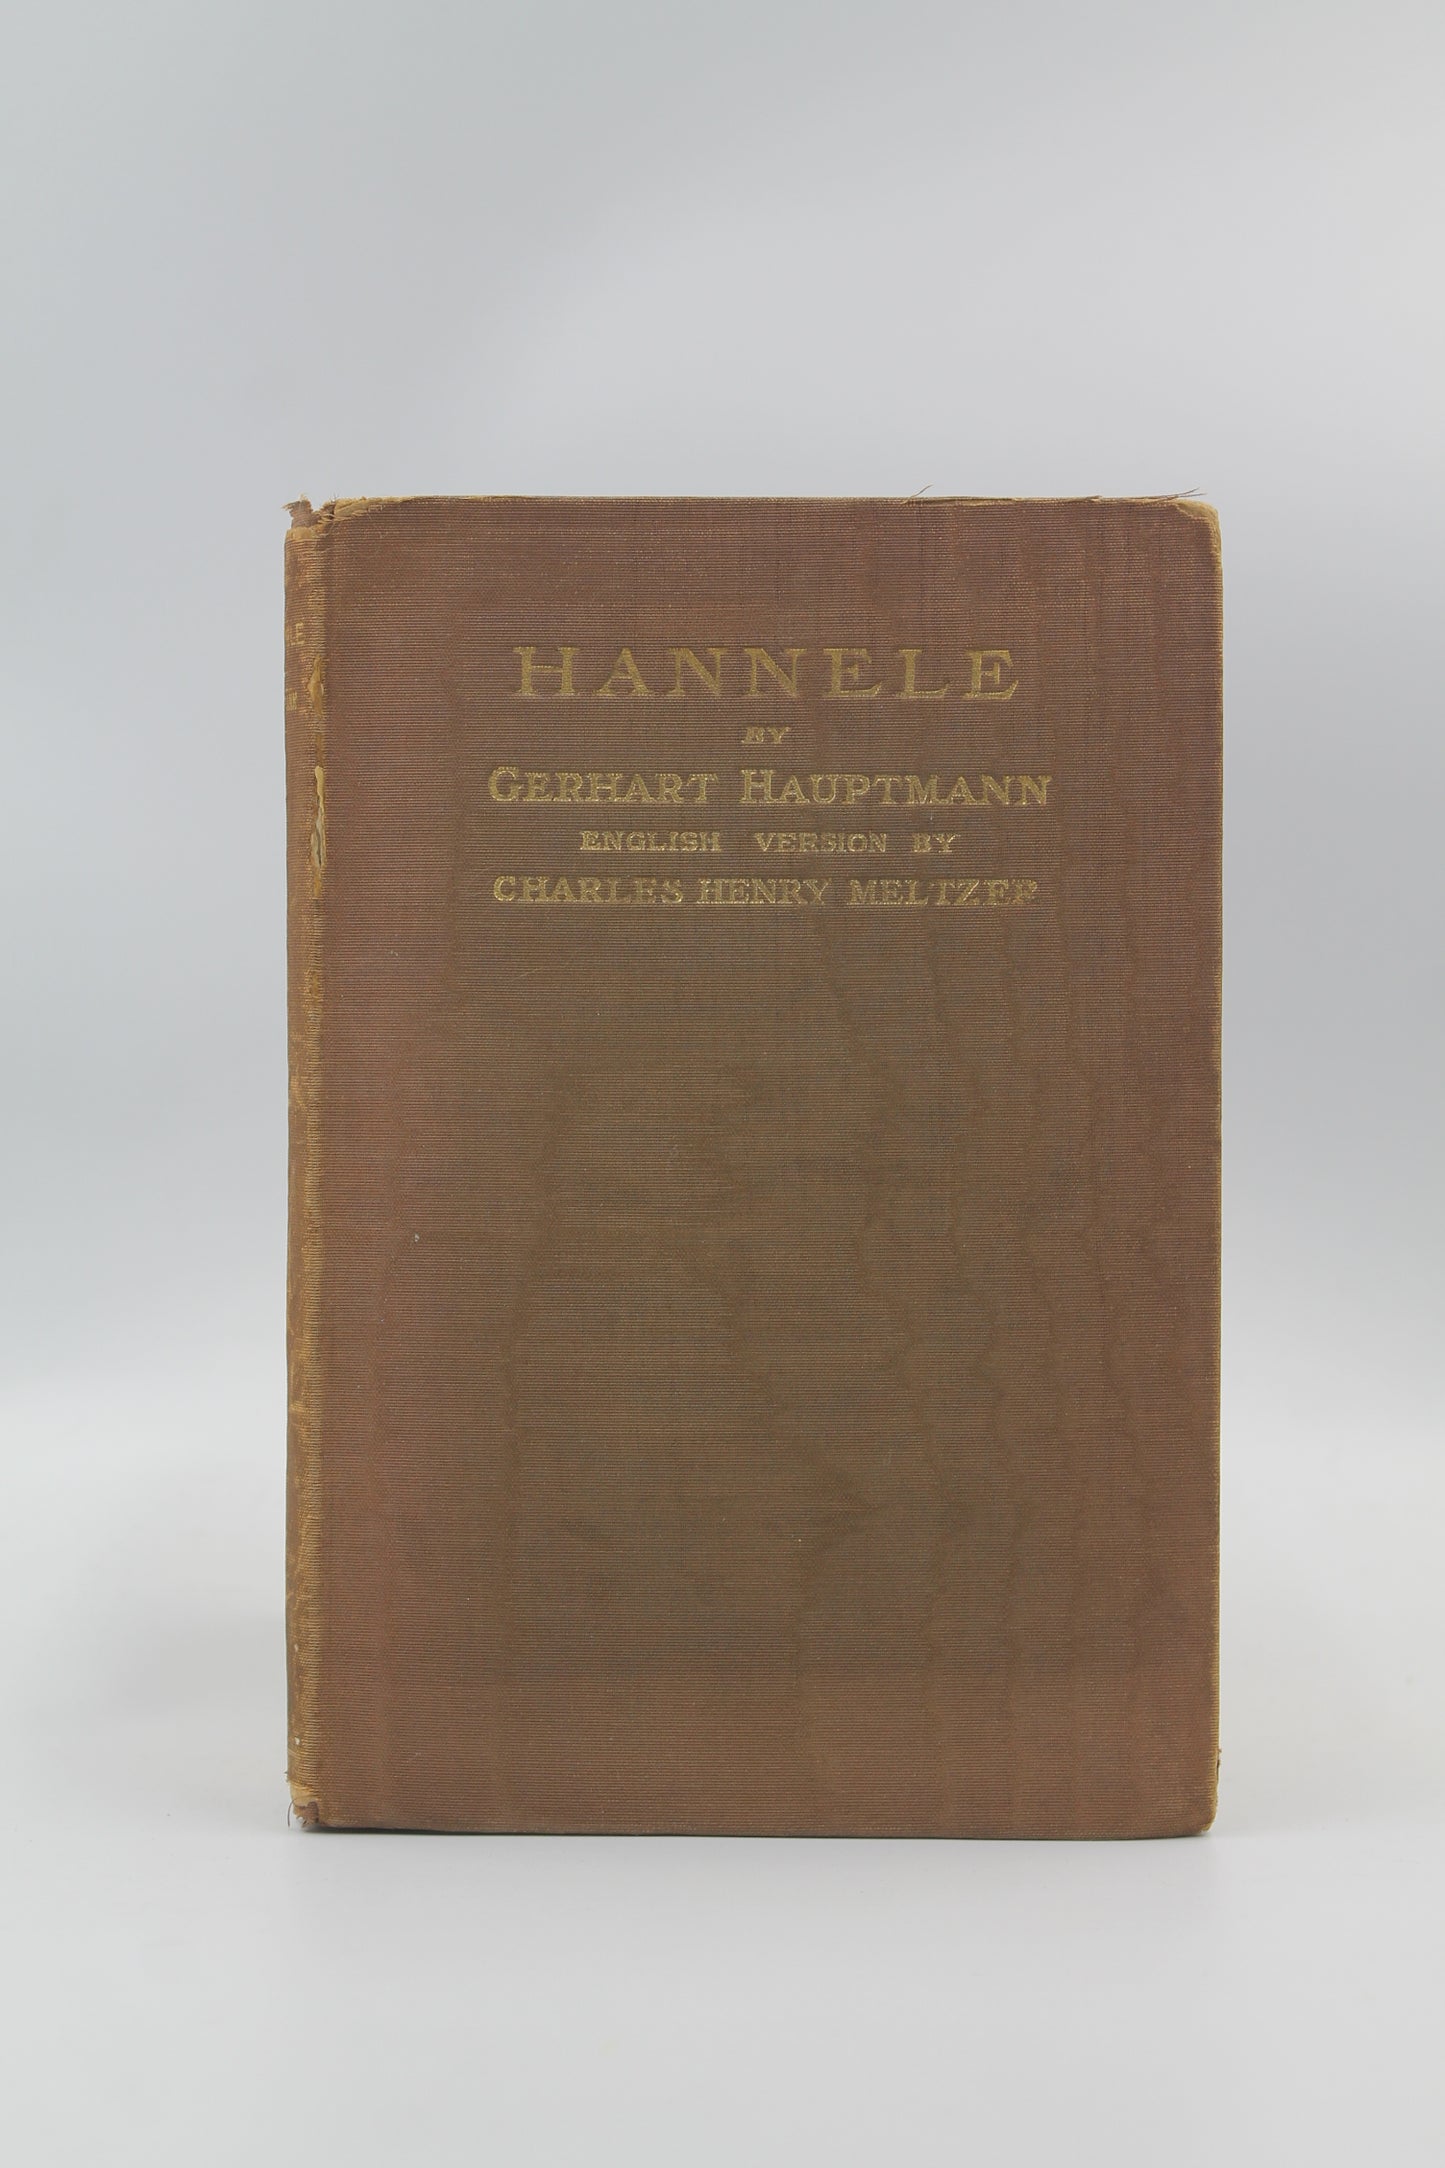 HANNELE
BY
GERHART HAUPTMANN
ENGLISH VERSION BY
CHARLES HENRY MELTZER